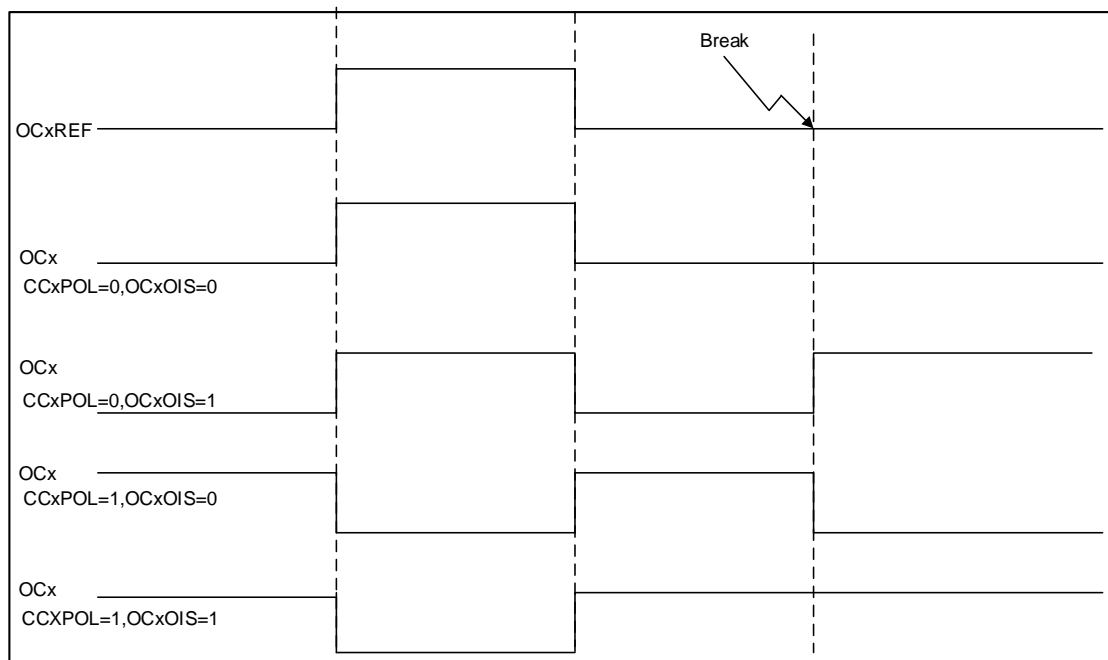 Break
OCxREF
OCx
CCxPOL=0,OCxOIS=0
OCx
CCxPOL=0,OCxOIS=1
OCx
CCxPOL=1,OCxOIS=0
OCx
CCXPOL=1,OCxOIS=1